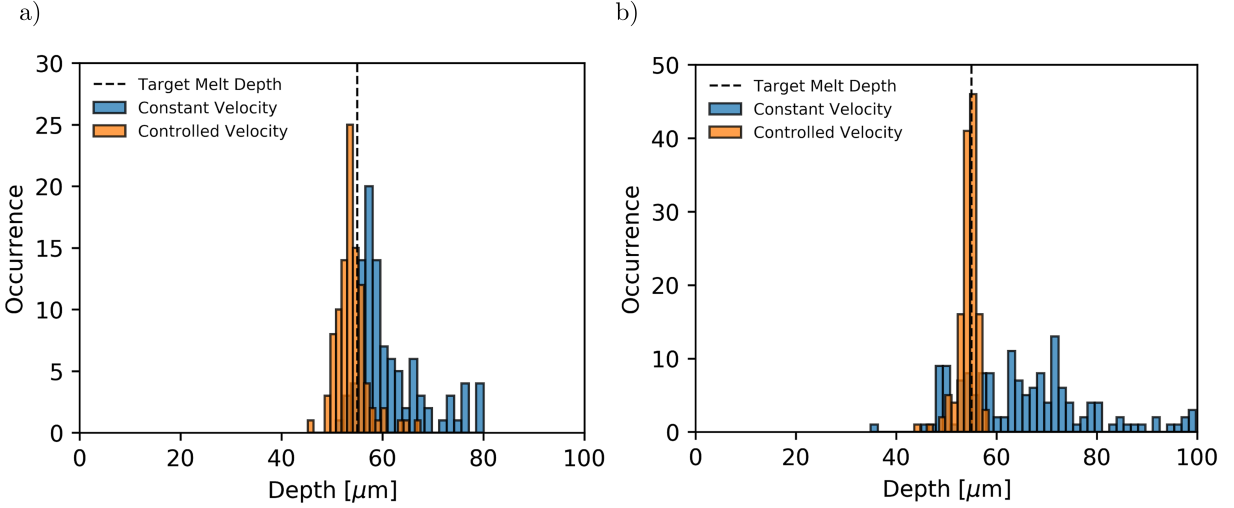 a)
30
25
20
15
10
5
0
Occurrence
Target Melt Depth
Constant Velocity
Controlled Velocity
0 20 40 60 80 100
Depth [μm]
b)
50
40
30
20
10
0
Occurrence
Target Melt Depth
Constant Velocity
Controlled Velocity
0 20 40 60 80 100
Depth [μm]